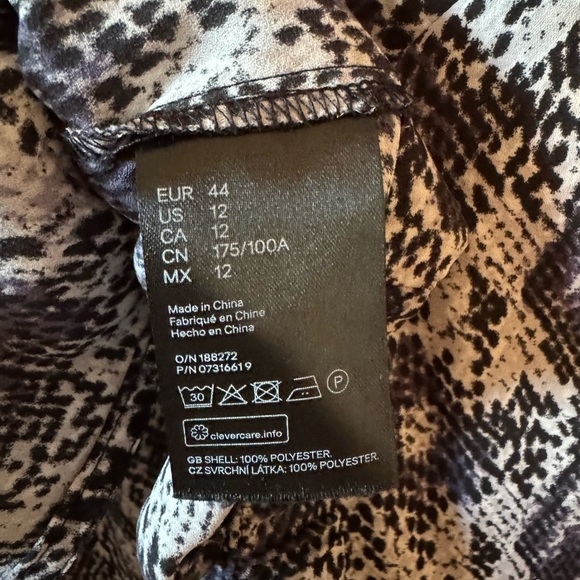 EUR 44
US 12
CA 12
CN 175/100A
MX 12
Made in China
Fabriqué en Chine
Hecho en China
O/N 188272
P/N 07316619
30 P
clevercare.info
GB SHELL: 100% POLYESTER.
CZ SVRCHNÍ LÁTKA: 100% POLYESTER.